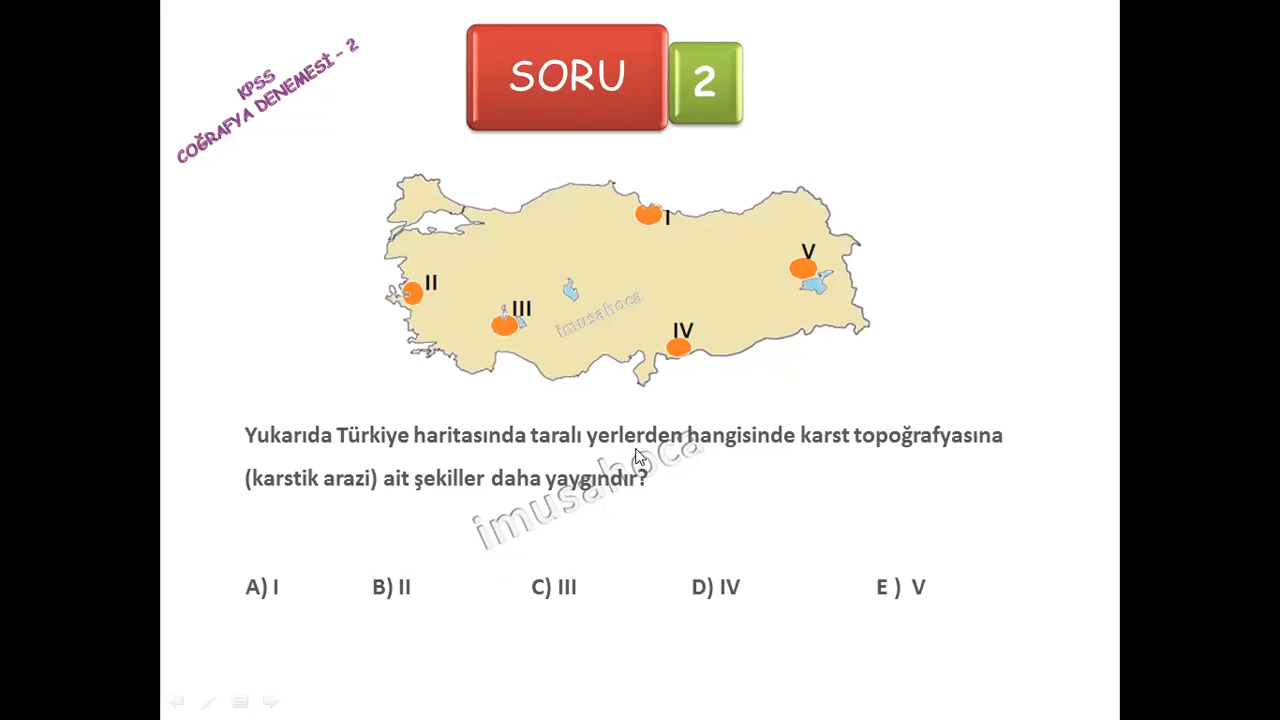 KPSS
COĞRAFYA DENEMESİ - 2
SORU 2
I
V
II
III
imusahoca
IV
Yukarıda Türkiye haritasında taralı yerlerden hangisinde karst topoğrafyasına
(karstik arazi) ait şekiller daha yaygındır?
imusahoca
A) I B) II C) III D) IV E ) V